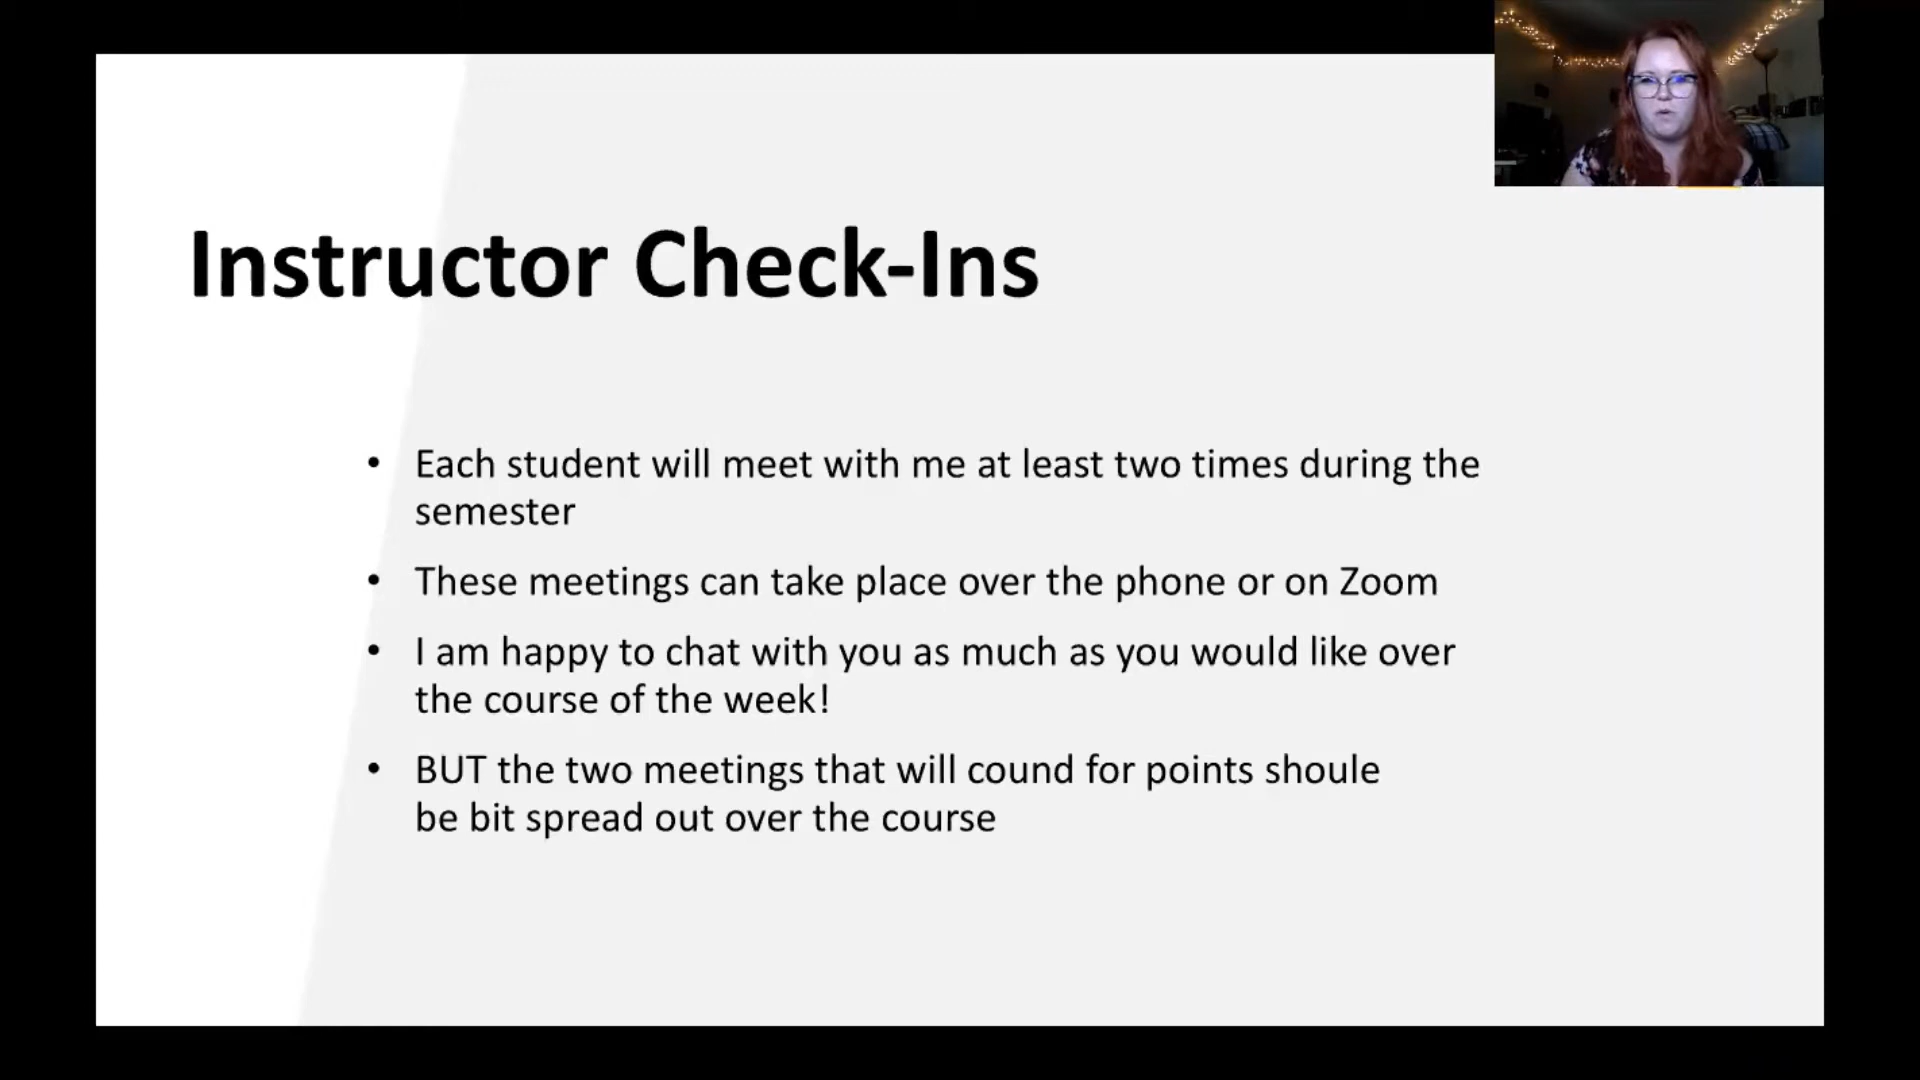 Instructor Check-Ins
• Each student will meet with me at least two times during the
semester
• These meetings can take place over the phone or on Zoom
• I am happy to chat with you as much as you would like over
the course of the week!
• BUT the two meetings that will cound for points shoule
be bit spread out over the course